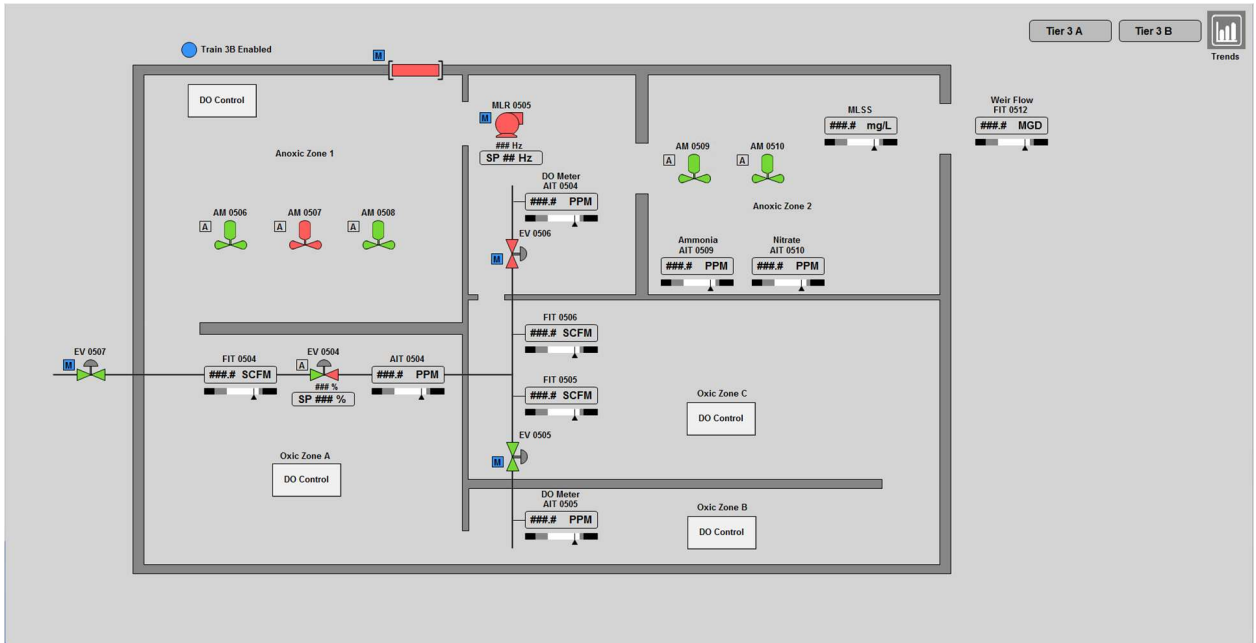 Tier 3 A
Tier 3 B
Trends
Train 3B Enabled
M
DO Control
Anoxic Zone 1
MLR 0505
M
### Hz
SP ## Hz
MLSS
###.# mg/L
Weir Flow
FIT 0512
###.# MGD
AM 0509
A
AM 0510
A
Anoxic Zone 2
DO Meter
AIT 0504
###.# PPM
AM 0506
A
AM 0507
A
AM 0508
A
EV 0506
M
Ammonia
AIT 0509
###.# PPM
Nitrate
AIT 0510
###.# PPM
FIT 0506
###.# SCFM
EV 0507
M
FIT 0504
###.# SCFM
EV 0504
A
### %
SP ### %
AIT 0504
###.# PPM
FIT 0505
###.# SCFM
Oxic Zone C
DO Control
EV 0505
M
Oxic Zone A
DO Control
DO Meter
AIT 0505
###.# PPM
Oxic Zone B
DO Control